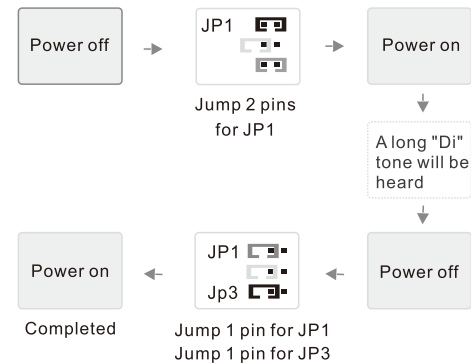 Power off
JP1
Jump 2 pins
for JP1
Power on
A long "Di"
tone will be
heard
Power off
JP1
Jp3
Jump 1 pin for JP1
Jump 1 pin for JP3
Power on
Completed